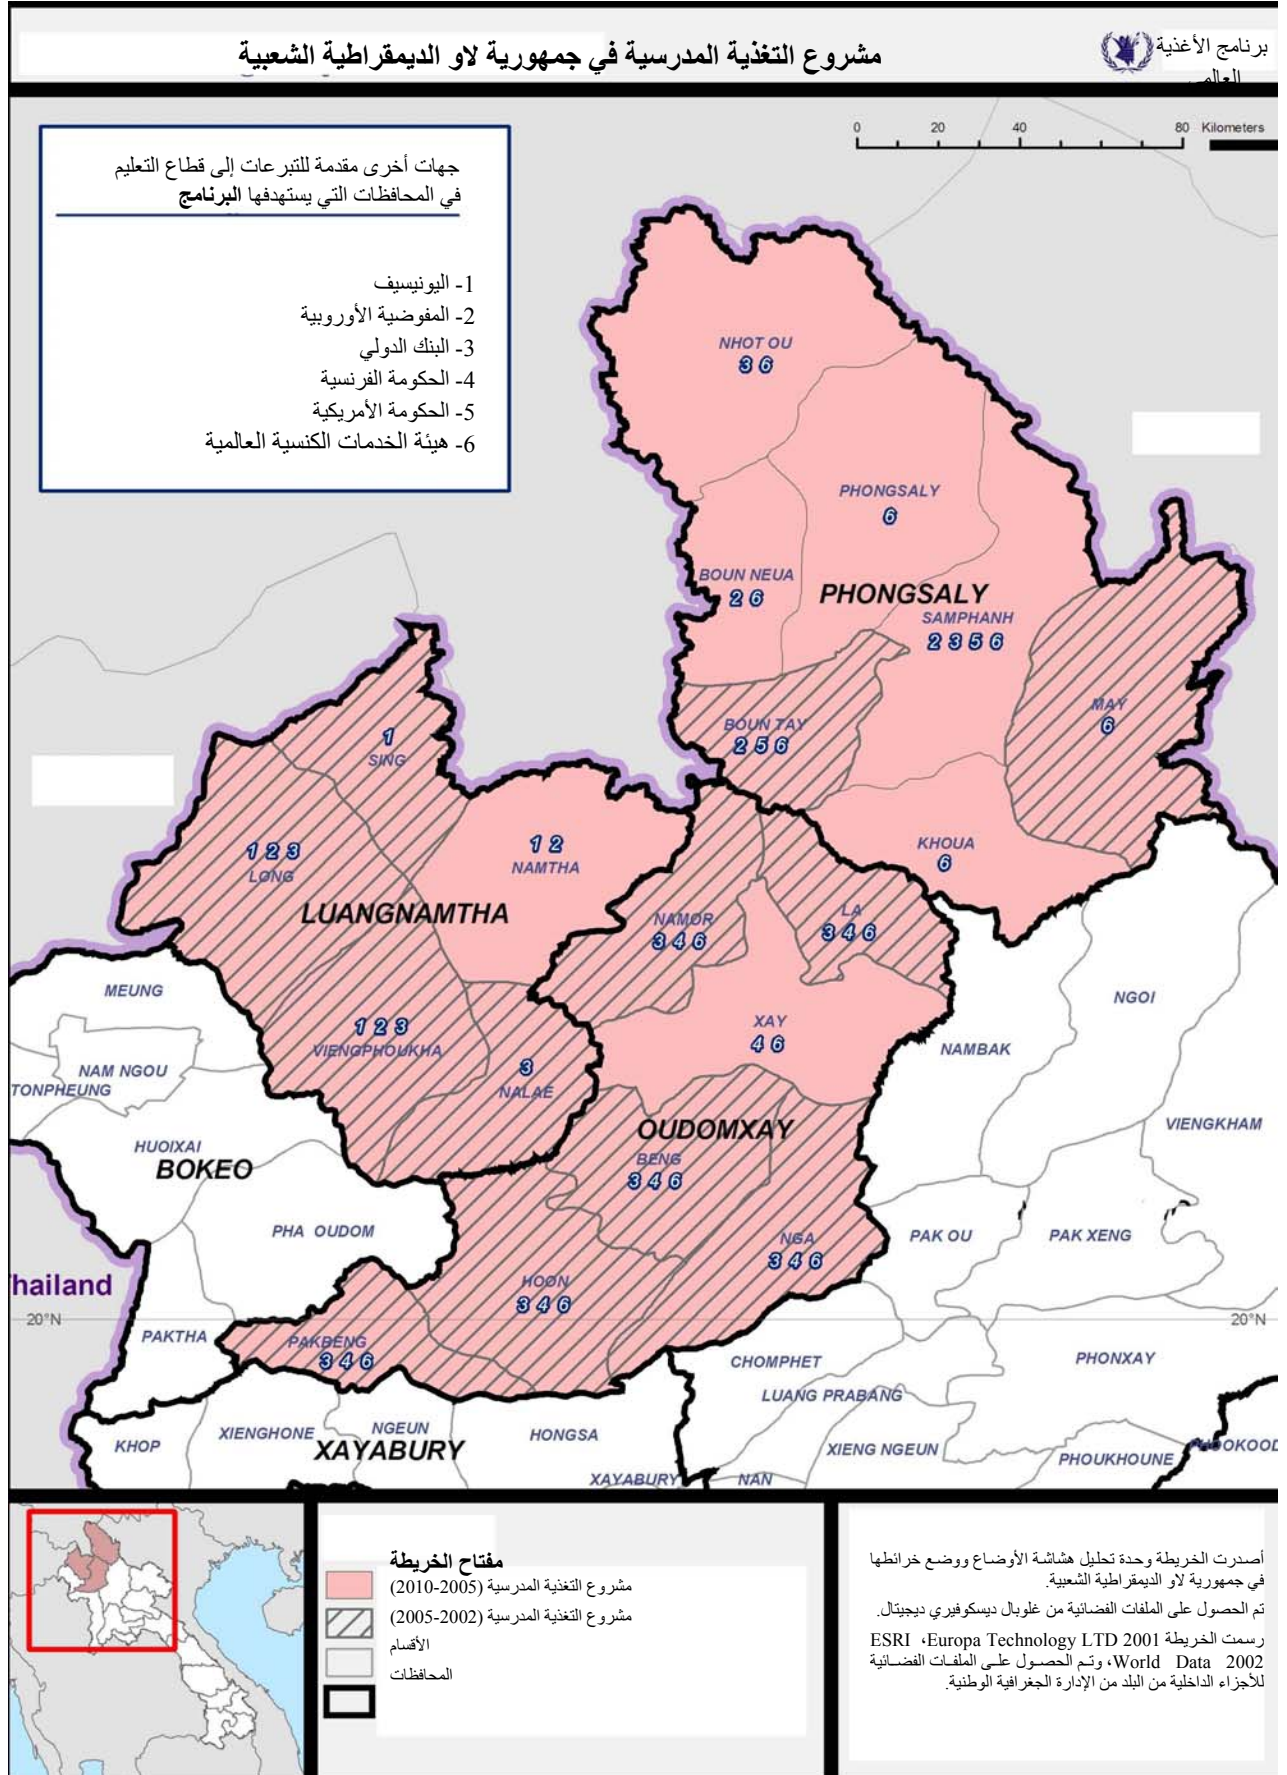 مشروع التغذية المدرسية في جمهورية لاو الديمقراطية الشعبية
برنامج الأغذية
العالمي
0 20 40 80 Kilometers
جهات أخرى مقدمة للتبرعات إلى قطاع التعليم
في المحافظات التي يستهدفها البرنامج
1- اليونيسيف
2- المفوضية الأوروبية
3- البنك الدولي
4- الحكومة الفرنسية
5- الحكومة الأمريكية
6- هيئة الخدمات الكنسية العالمية
NHOT OU
3 6
PHONGSALY
6
BOUN NEUA
2 6
PHONGSALY
SAMPHANH
2 3 5 6
BOUN TAY
2 5 6
MAY
6
1
SING
1 2 3
LONG
1 2
NAMTHA
KHOUA
6
LUANGNAMTHA
NAMOR
3 4 6
LA
3 4 6
MEUNG
NGOI
XAY
4 6
1 2 3
VIENGPHOUKHA
NAMBAK
NAM NGOU
TONPHEUNG
3
NALAE
HUOIXAI
BOKEO
OUDOMXAY
BENG
3 4 6
VIENGKHAM
PHA OUDOM
NGA
3 4 6
PAK OU
PAK XENG
hailand
HOON
3 4 6
20°N
20°N
PAKTHA
PAKBENG
3 4 6
CHOMPHET
PHONXAY
LUANG PRABANG
KHOP
XIENGHONE
NGEUN
HONGSA
XAYABURY
XIENG NGEUN
PHOUKHOUNE
PHOOKOOD
XAYABURY
NAN
مفتاح الخريطة
مشروع التغذية المدرسية (2005-2010)
مشروع التغذية المدرسية (2002-2005)
الأقسام
المحافظات
أصدرت الخريطة وحدة تحليل هشاشة الأوضاع ووضع خرائطها
في جمهورية لاو الديمقراطية الشعبية.
تم الحصول على الملفات الفضائية من غلوبال ديسكوفيري ديجيتال.
رسمت الخريطة Europa Technology LTD 2001، ESRI
World Data 2002، وتم الحصول على الملفات الفضائية
للأجزاء الداخلية من البلد من الإدارة الجغرافية الوطنية.